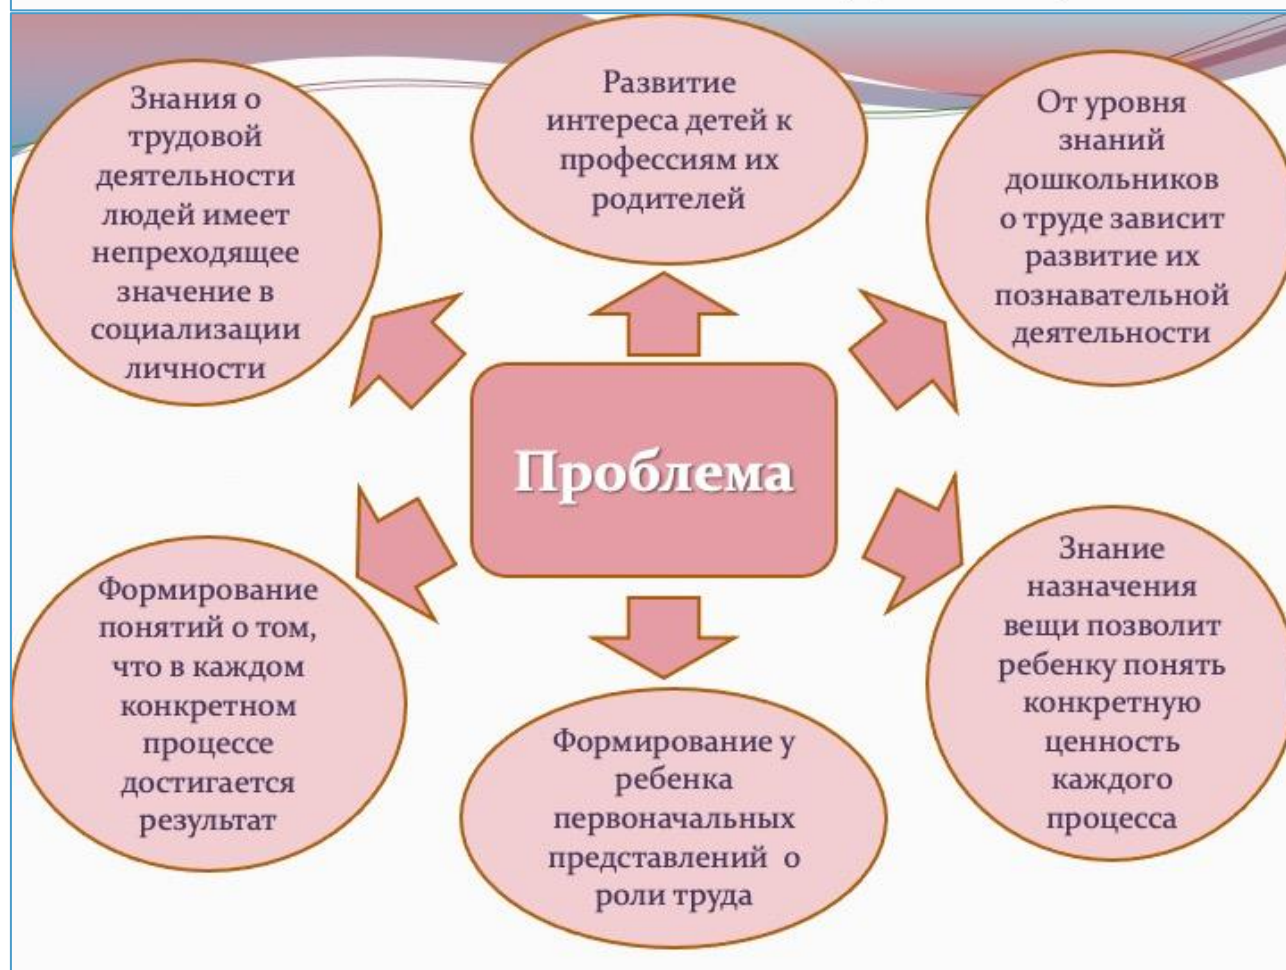 Знания о
трудовой
деятельности
людей имеет
непреходящее
значение в
социализации
личности
Развитие
интереса детей к
профессиям их
родителей
От уровня
знаний
дошкольников
о труде зависит
развитие их
познавательной
деятельности
Проблема
Формирование
понятий о том,
что в каждом
конкретном
процессе
достигается
результат
Формирование у
ребенка
первоначальных
представлений о
роли труда
Знание
назначения
вещи позволит
ребенку понять
конкретную
ценность
каждого
процесса